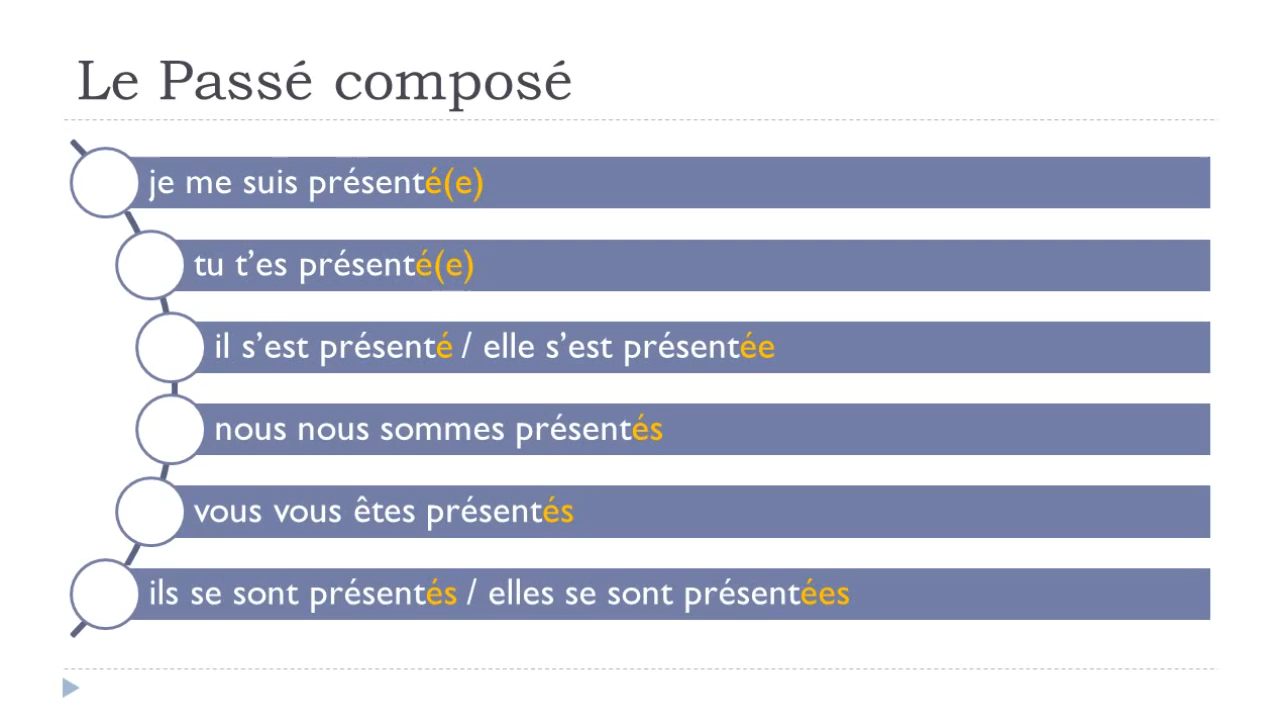 Le Passé composé
je me suis présenté(e)
tu t’es présenté(e)
il s’est présenté / elle s’est présentée
nous nous sommes présentés
vous vous êtes présentés
ils se sont présentés / elles se sont présentées